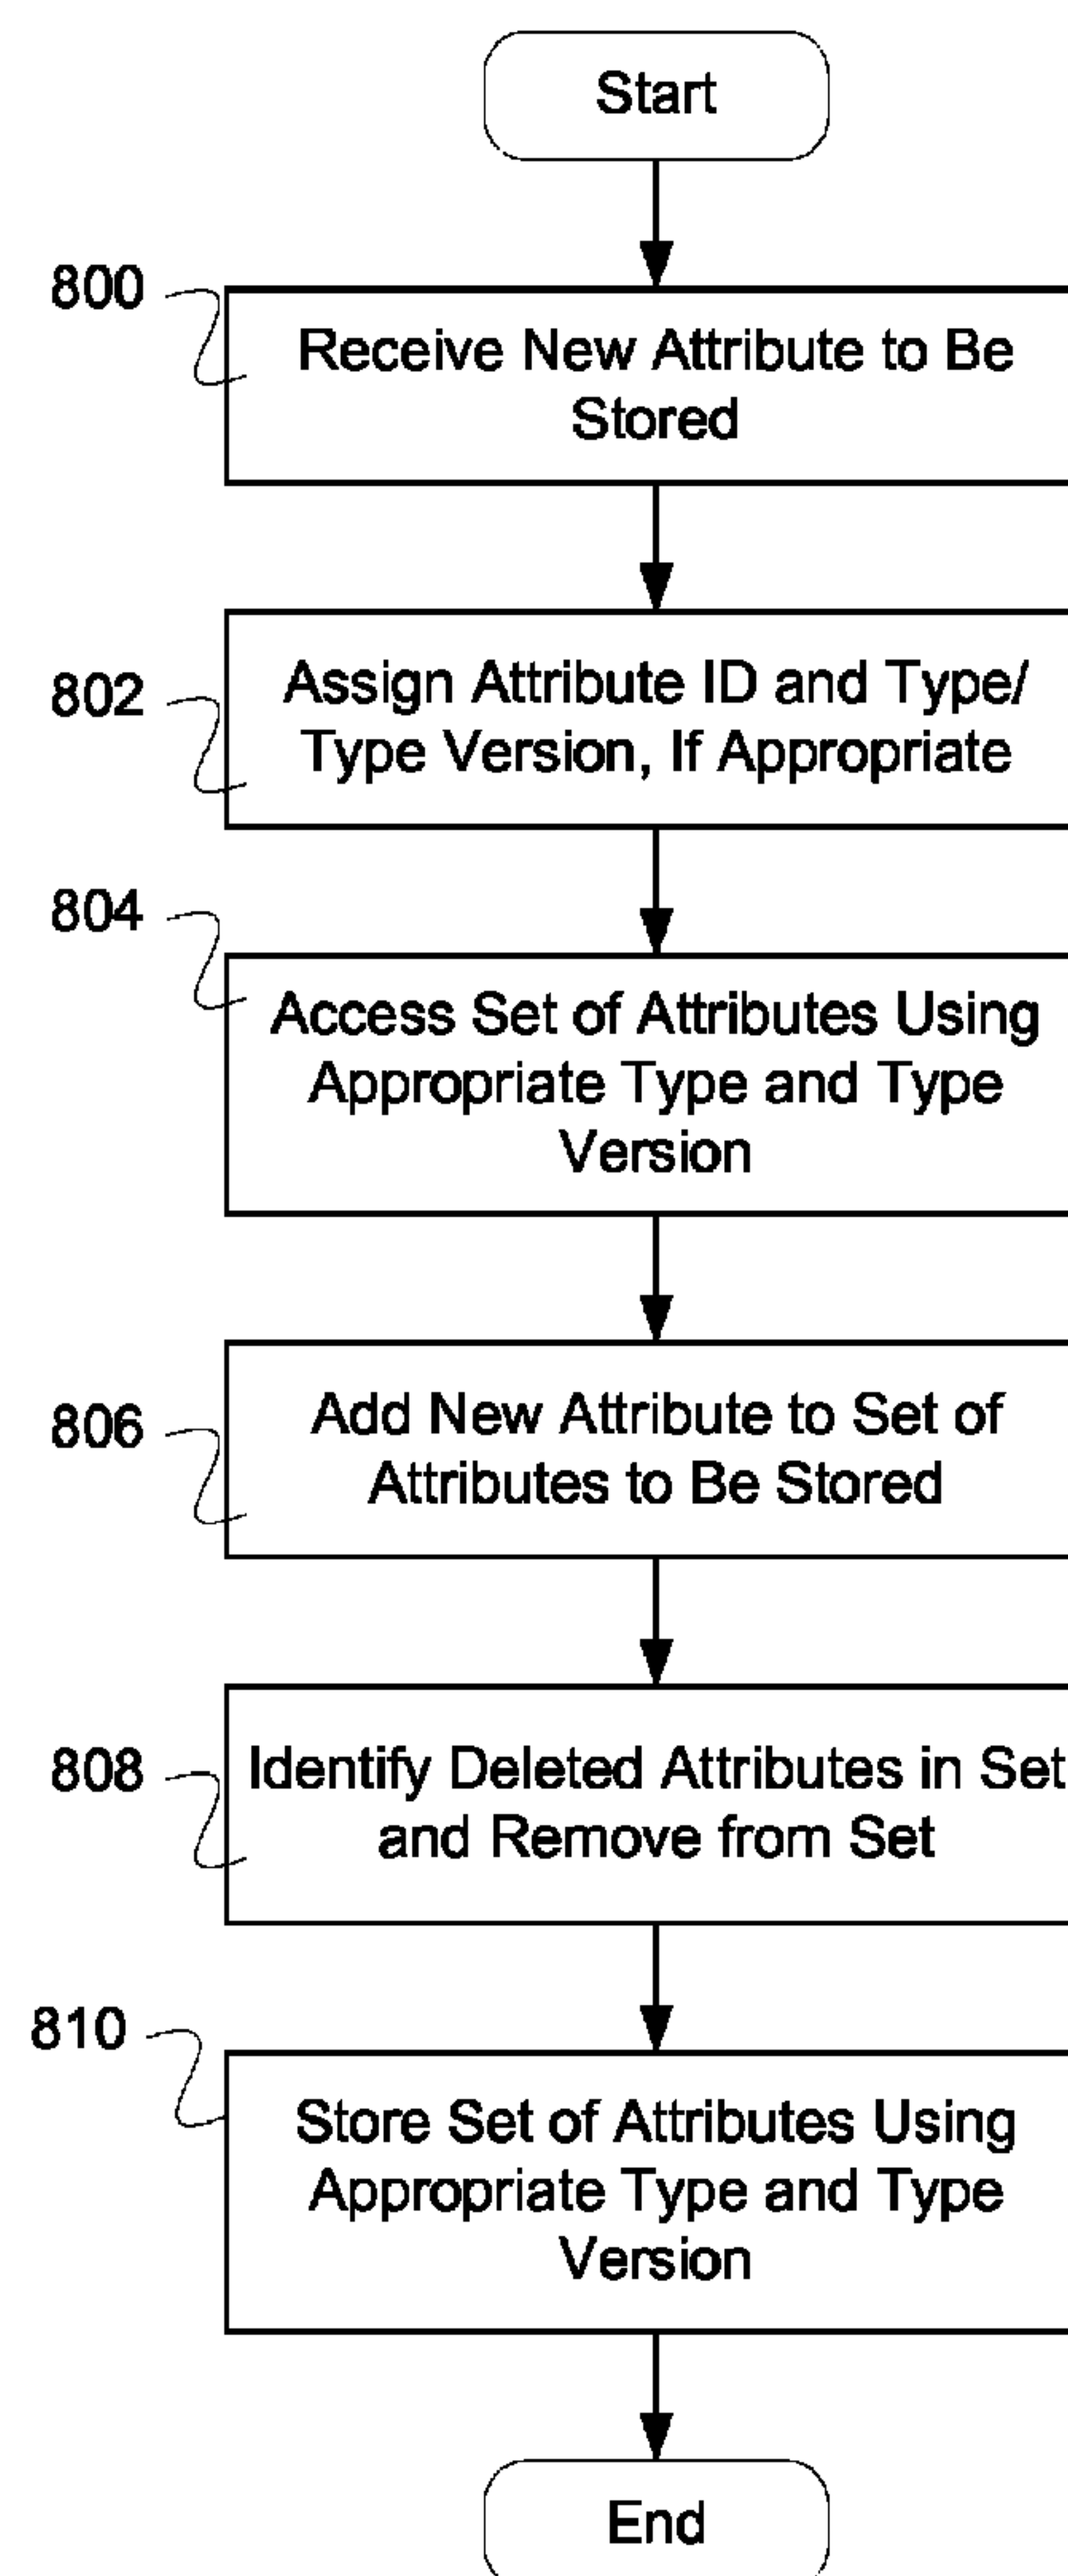 Start
800
Receive New Attribute to Be
Stored
802
Assign Attribute ID and Type/
Type Version, If Appropriate
804
Access Set of Attributes Using
Appropriate Type and Type
Version
806
Add New Attribute to Set of
Attributes to Be Stored
808
Identify Deleted Attributes in Set
and Remove from Set
810
Store Set of Attributes Using
Appropriate Type and Type
Version
End